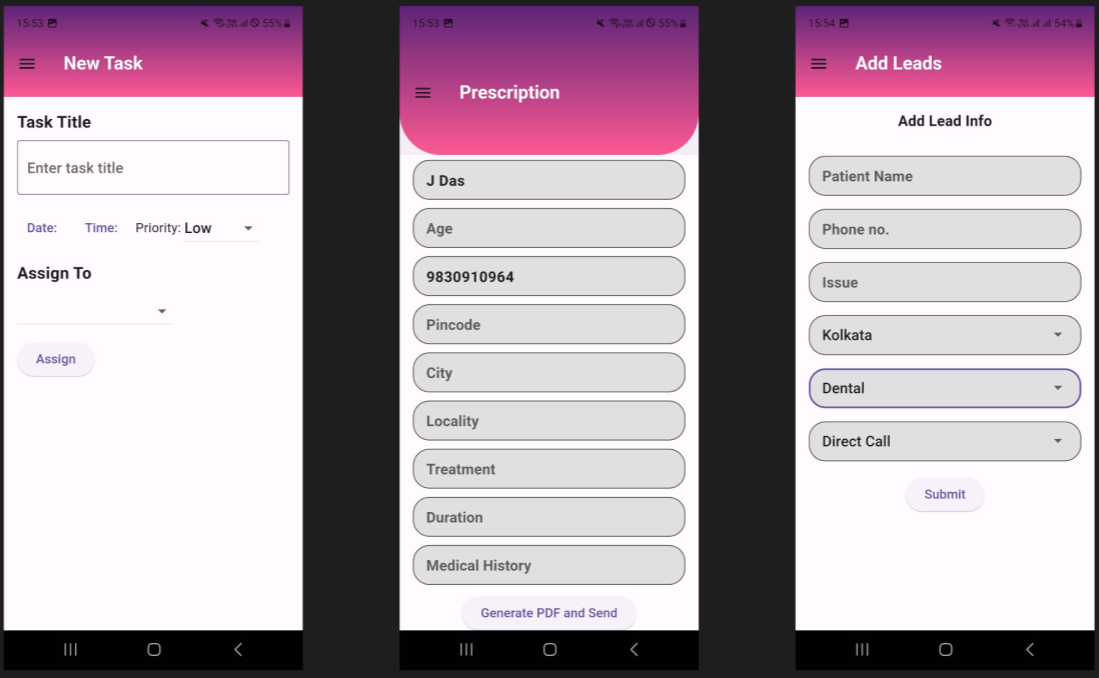 15:53 55%
New Task
Task Title
Enter task title
Date: Time: Priority: Low
Assign To
Assign
15:53 55%
Prescription
J Das
Age
9830910964
Pincode
City
Locality
Treatment
Duration
Medical History
Generate PDF and Send
15:54 54%
Add Leads
Add Lead Info
Patient Name
Phone no.
Issue
Kolkata
Dental
Direct Call
Submit